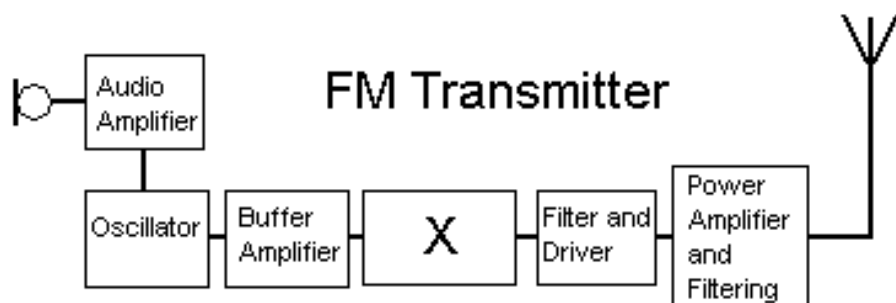 FM Transmitter
Audio
Amplifier
Oscillator
Buffer
Amplifier
X
Filter and
Driver
Power
Amplifier
and
Filtering